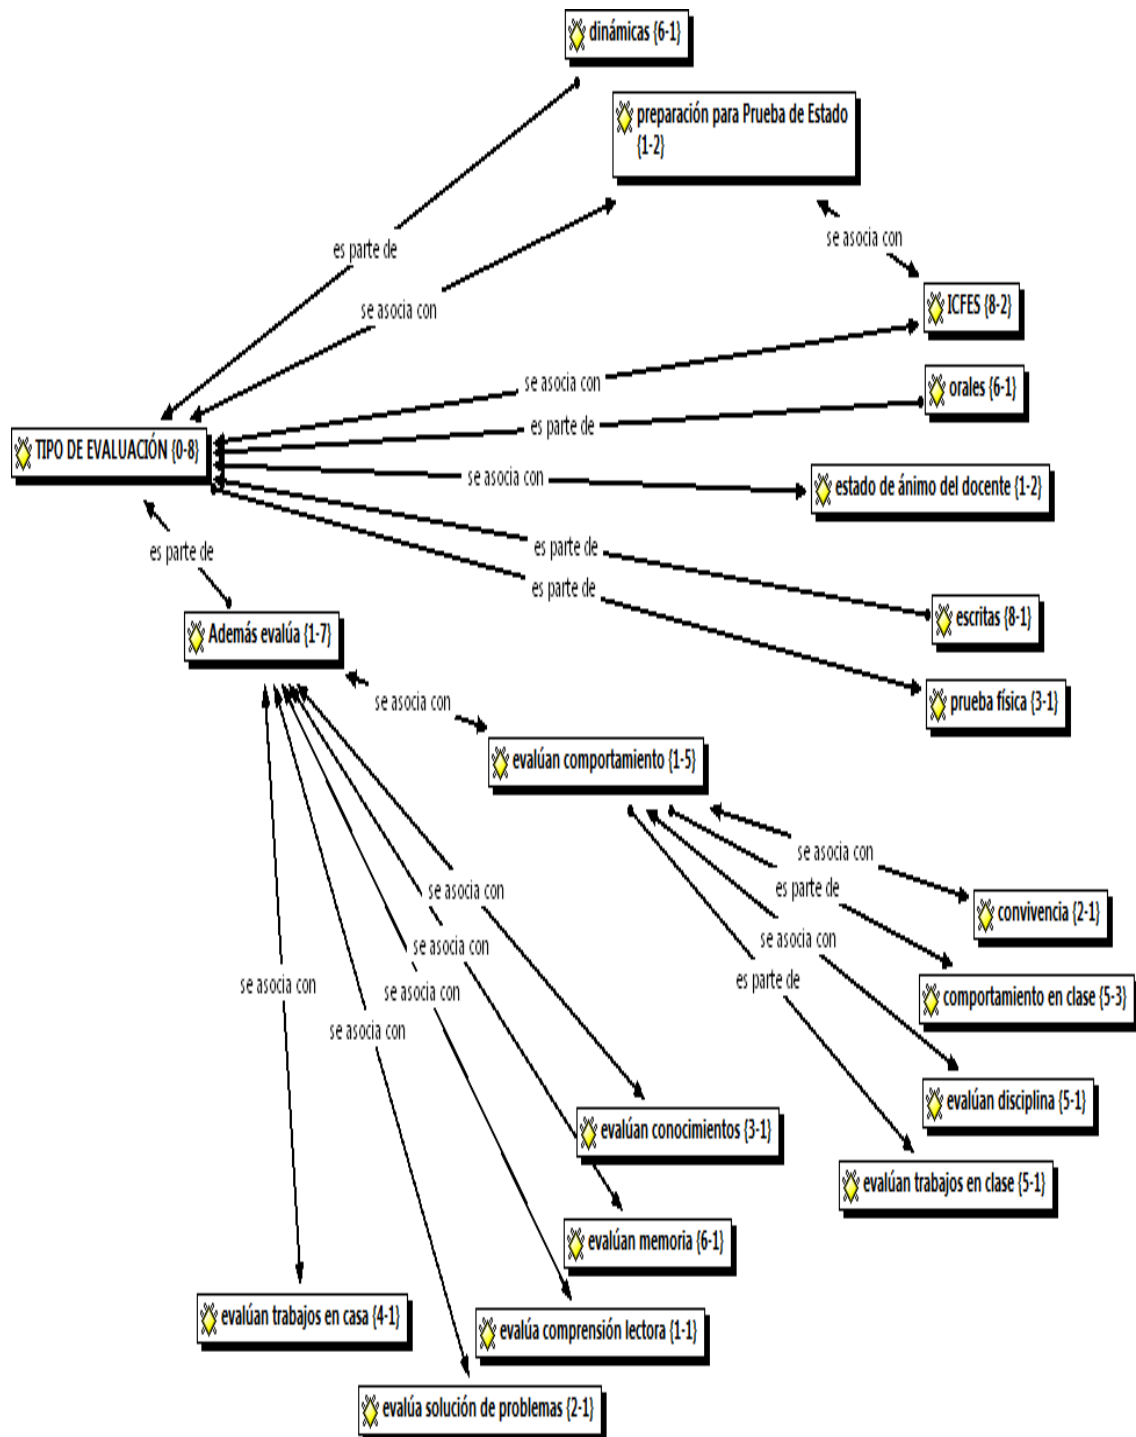 dinámicas {6-1}
preparación para Prueba de Estado
{1-2}
es parte de
se asocia con
se asocia con
ICFES {8-2}
se asocia con
orales {6-1}
es parte de
TIPO DE EVALUACIÓN {0-8}
se asocia con
estado de ánimo del docente {1-2}
es parte de
es parte de
es parte de
escritas {8-1}
Además evalúa {1-7}
prueba física {3-1}
se asocia con
evalúan comportamiento {1-5}
se asocia con
es parte de
se asocia con
convivencia {2-1}
se asocia con
se asocia con
es parte de
comportamiento en clase {5-3}
se asocia con
se asocia con
se asocia con
evalúan disciplina {5-1}
evalúan conocimientos {3-1}
evalúan trabajos en clase {5-1}
evalúan memoria {6-1}
evalúan trabajos en casa {4-1}
evalúa comprensión lectora {1-1}
evalúa solución de problemas {2-1}